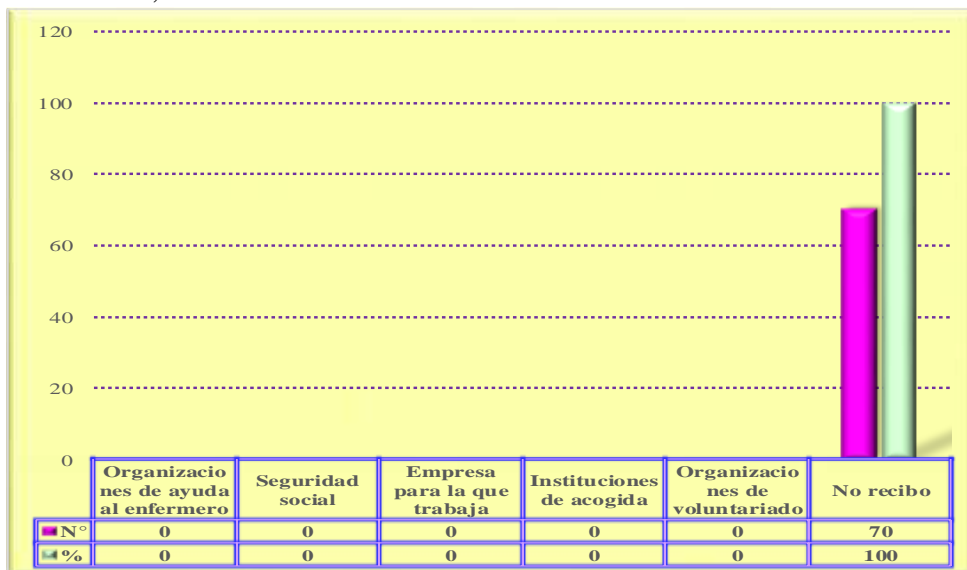 120
100
80
60
40
20
0
Organizacio
nes de ayuda
al enfermero
Seguridad
social
Empresa
para la que
trabaja
Instituciones
de acogida
Organizacio
nes de
voluntariado
No recibo
N° 0 0 0 0 0 70
% 0 0 0 0 0 100